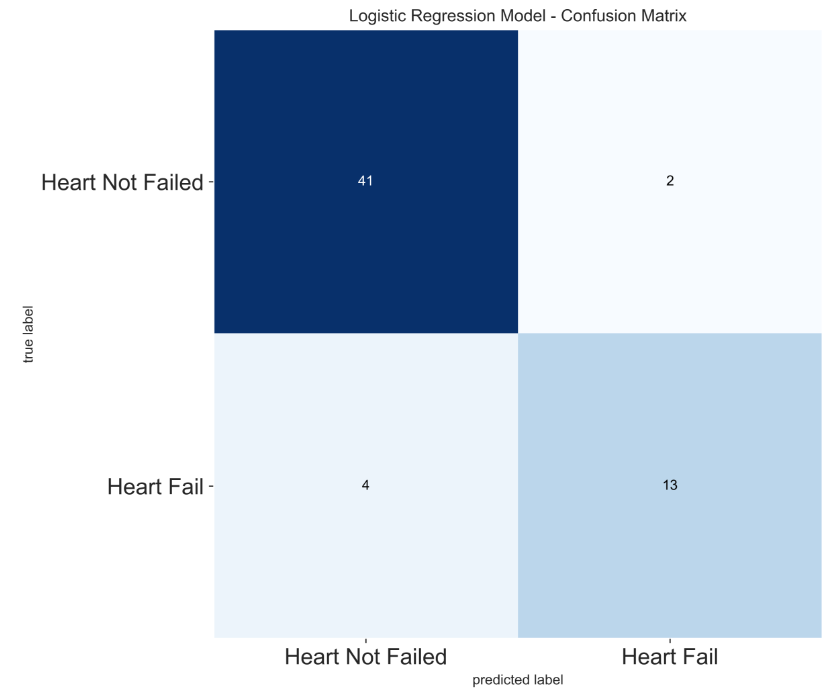 Logistic Regression Model - Confusion Matrix
Heart Not Failed
41
2
true label
Heart Fail
4
13
Heart Not Failed
Heart Fail
predicted label